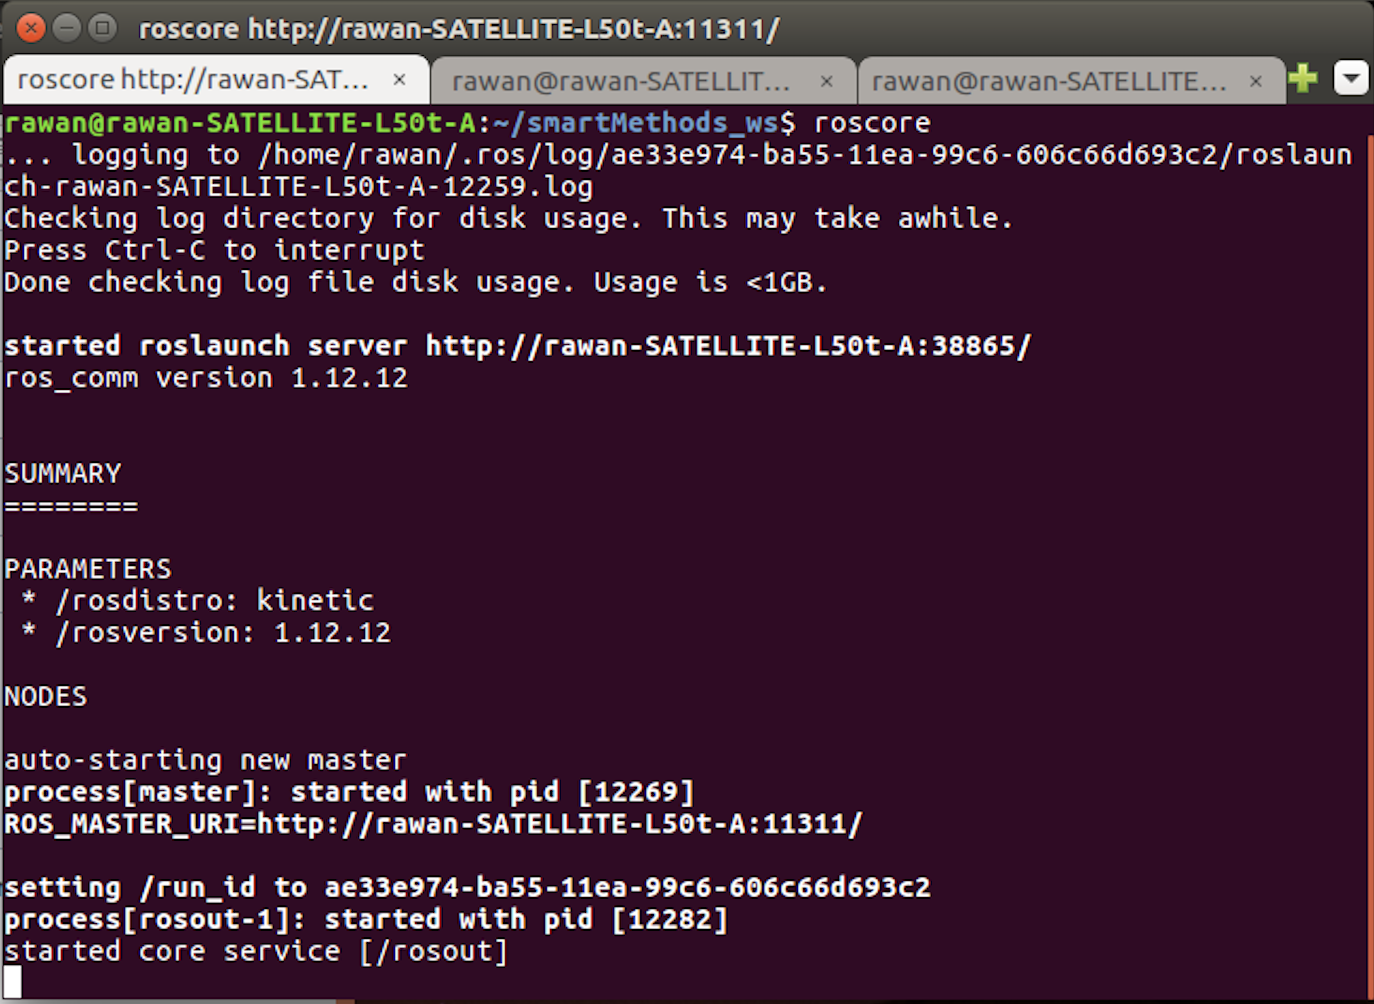 roscore http://rawan-SATELLITE-L50t-A:11311/
roscore http://rawan-SAT... × rawan@rawan-SATELLIT... × rawan@rawan-SATELLITE... ×
rawan@rawan-SATELLITE-L50t-A:~/smartMethods_ws$ roscore
... logging to /home/rawan/.ros/log/ae33e974-ba55-11ea-99c6-606c66d693c2/roslaun
ch-rawan-SATELLITE-L50t-A-12259.log
Checking log directory for disk usage. This may take awhile.
Press Ctrl-C to interrupt
Done checking log file disk usage. Usage is <1GB.
started roslaunch server http://rawan-SATELLITE-L50t-A:38865/
ros_comm version 1.12.12
SUMMARY
========
PARAMETERS
 * /rosdistro: kinetic
 * /rosversion: 1.12.12
NODES
auto-starting new master
process[master]: started with pid [12269]
ROS_MASTER_URI=http://rawan-SATELLITE-L50t-A:11311/
setting /run_id to ae33e974-ba55-11ea-99c6-606c66d693c2
process[rosout-1]: started with pid [12282]
started core service [/rosout]